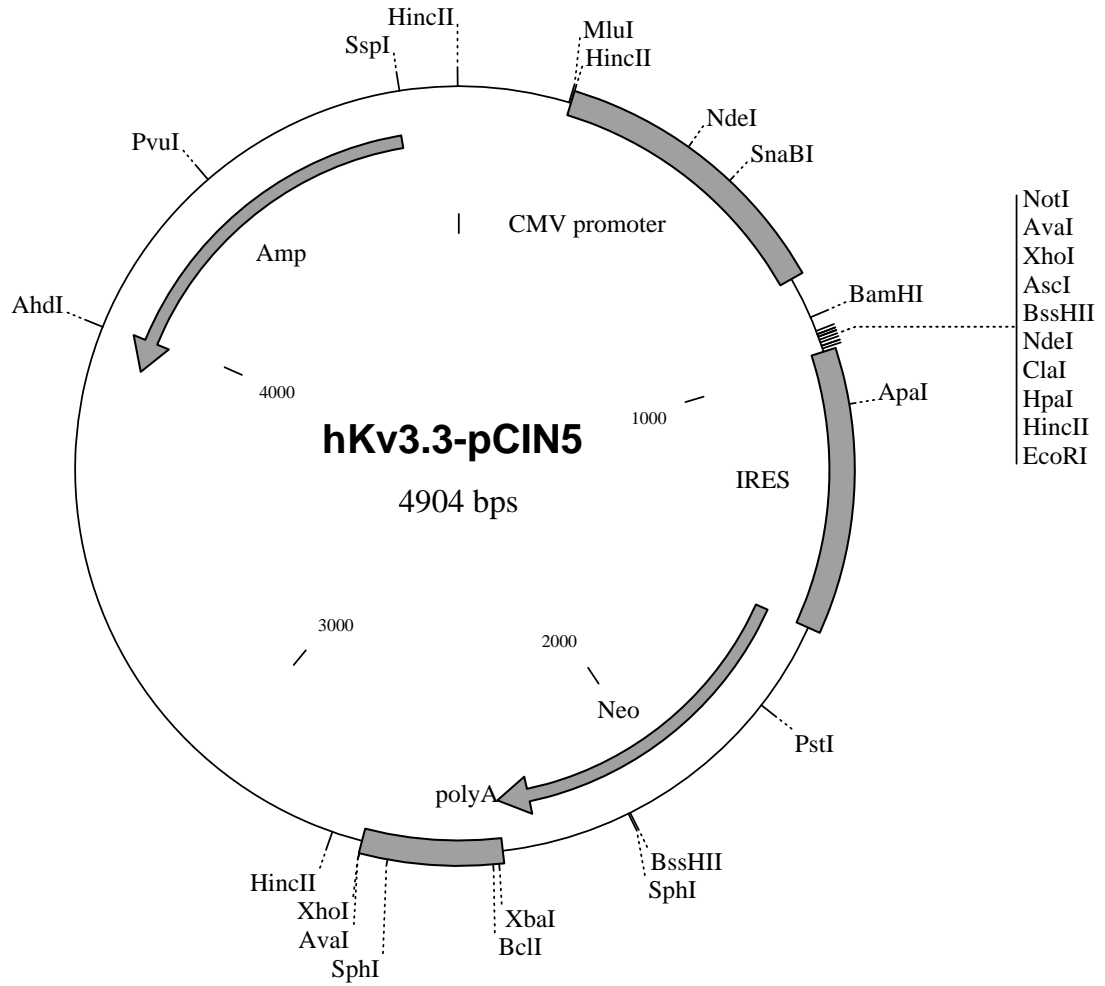 HincII
MluI
SspI
HincII
NdeI
PvuI
SnaBI
NotI
AvaI
XhoI
AscI
BssHII
NdeI
ClaI
HpaI
HincII
EcoRI
CMV promoter
Amp
BamHI
AhdI
ApaI
4000
1000
hKv3.3-pCIN5
IRES
4904 bps
3000
2000
Neo
PstI
polyA
BssHII
HincII
SphI
XhoI
XbaI
AvaI
BclI
SphI